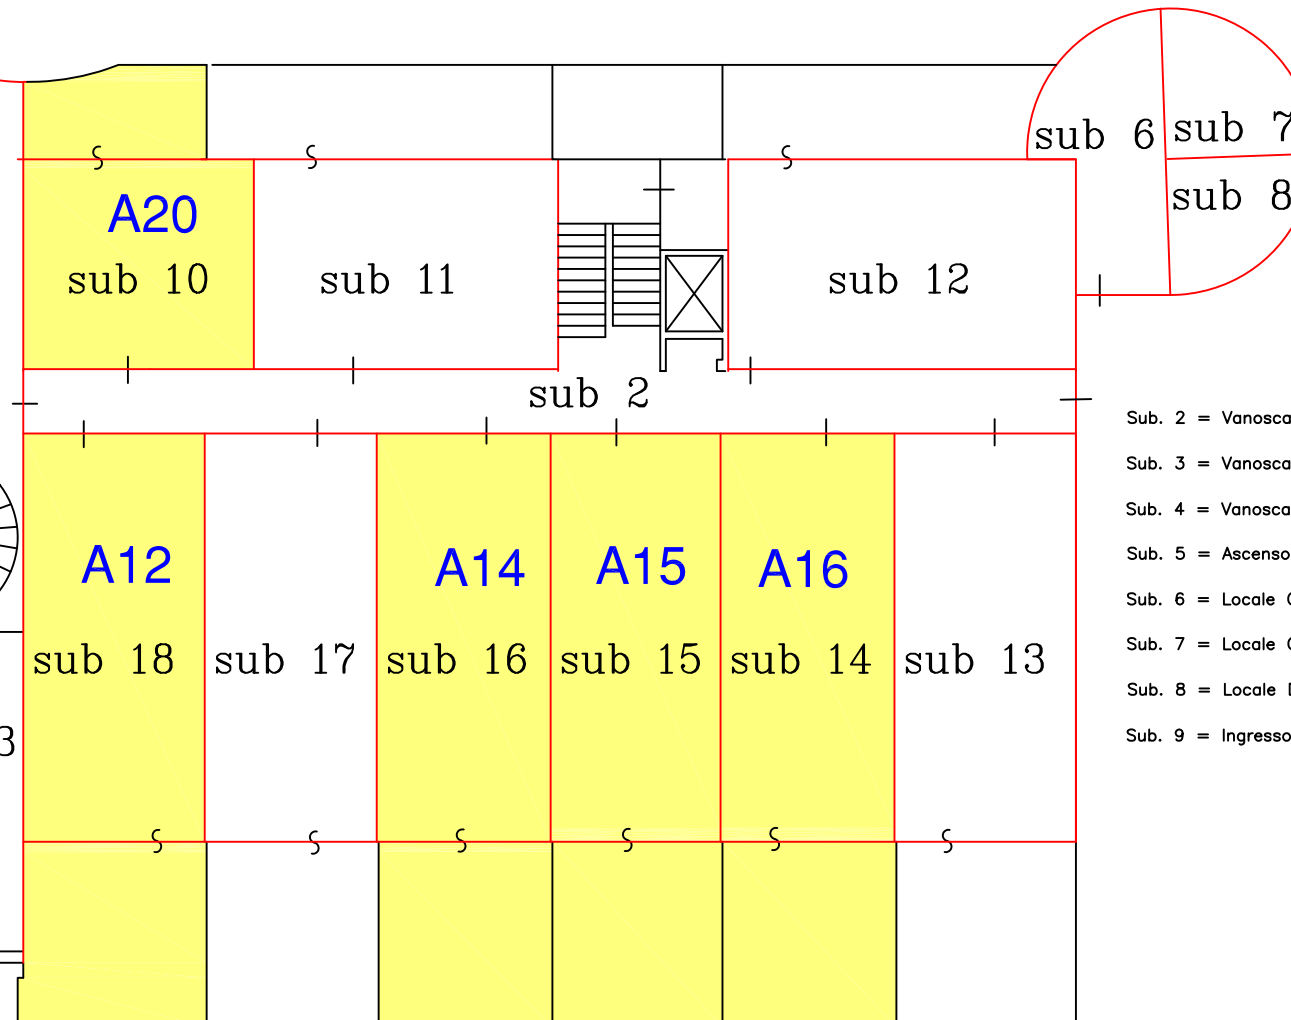 sub 6
sub 7
sub 8
A20
sub 10
sub 11
sub 12
sub 2
A12
A14
A15
A16
sub 18
sub 17
sub 16
sub 15
sub 14
sub 13
3
Sub. 2 = Vanosca
Sub. 3 = Vanosca
Sub. 4 = Vanosca
Sub. 5 = Ascenso
Sub. 6 = Locale
Sub. 7 = Locale
Sub. 8 = Locale
Sub. 9 = Ingresso